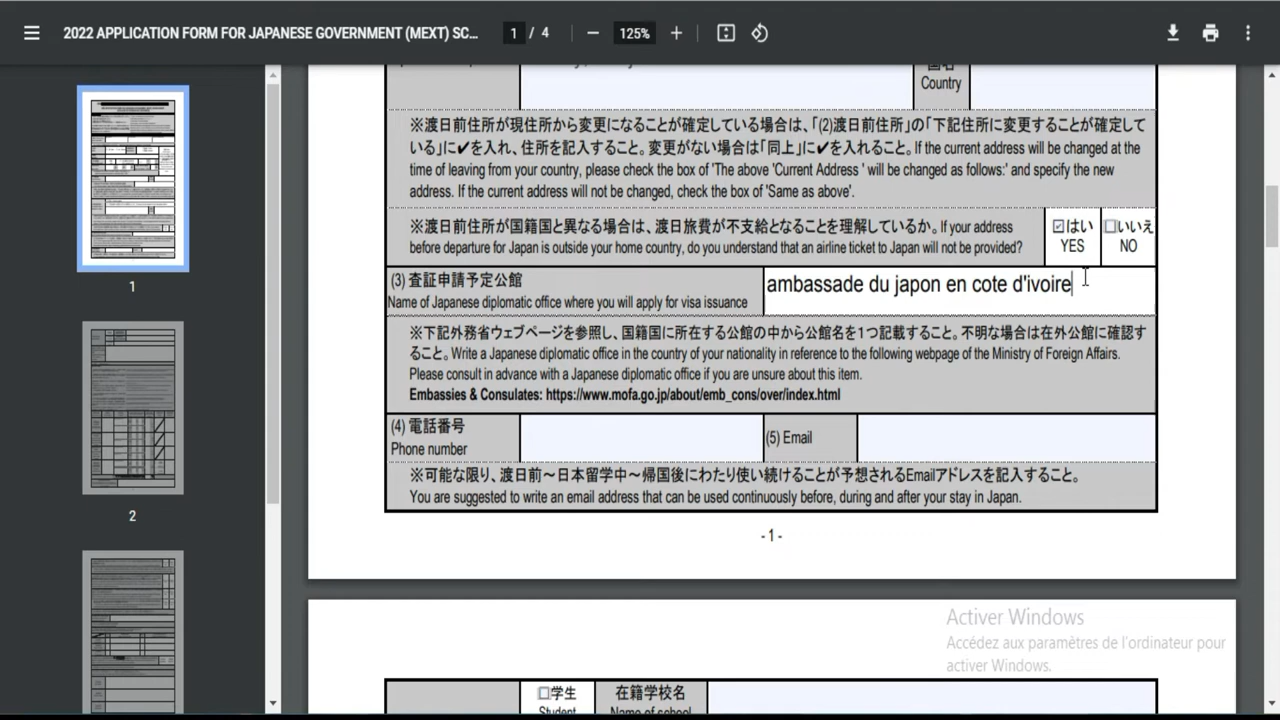 2022 APPLICATION FORM FOR JAPANESE GOVERNMENT (MEXT) SC...
1 / 4
125%
Country
※渡日前住所が現住所から変更になることが確定している場合は、「(2)渡日前住所」の「下記住所に変更することが確定して
いる」に✔を入れ、住所を記入すること。変更がない場合は「同上」に✔を入れること。If the current address will be changed at the
time of leaving from your country, please check the box of 'The above 'Current Address ' will be changed as follows:' and specify the new
address. If the current address will not be changed, check the box of 'Same as above'.
※渡日前住所が国籍国と異なる場合は、渡日旅費が不支給となることを理解しているか。If your address
before departure for Japan is outside your home country, do you understand that an airline ticket to Japan will not be provided?
☑はい
YES
☐いいえ
NO
(3) 査証申請予定公館
Name of Japanese diplomatic office where you will apply for visa issuance
ambassade du japon en cote d'ivoire
※下記外務省ウェブページを参照し、国籍国に所在する公館の中から公館名を1つ記載すること。不明な場合は在外公館に確認す
ること。Write a Japanese diplomatic office in the country of your nationality in reference to the following webpage of the Ministry of Foreign Affairs.
Please consult in advance with a Japanese diplomatic office if you are unsure about this item.
Embassies & Consulates: https://www.mofa.go.jp/about/emb_cons/over/index.html
(4) 電話番号
Phone number
(5) Email
※可能な限り、渡日前～日本留学中～帰国後にわたり使い続けることが予想されるEmailアドレスを記入すること。
You are suggested to write an email address that can be used continuously before, during and after your stay in Japan.
- 1 -
1
2
Activer Windows
Accédez aux paramètres de l'ordinateur pour
activer Windows.
☐学生
Student
在籍学校名
Name of school